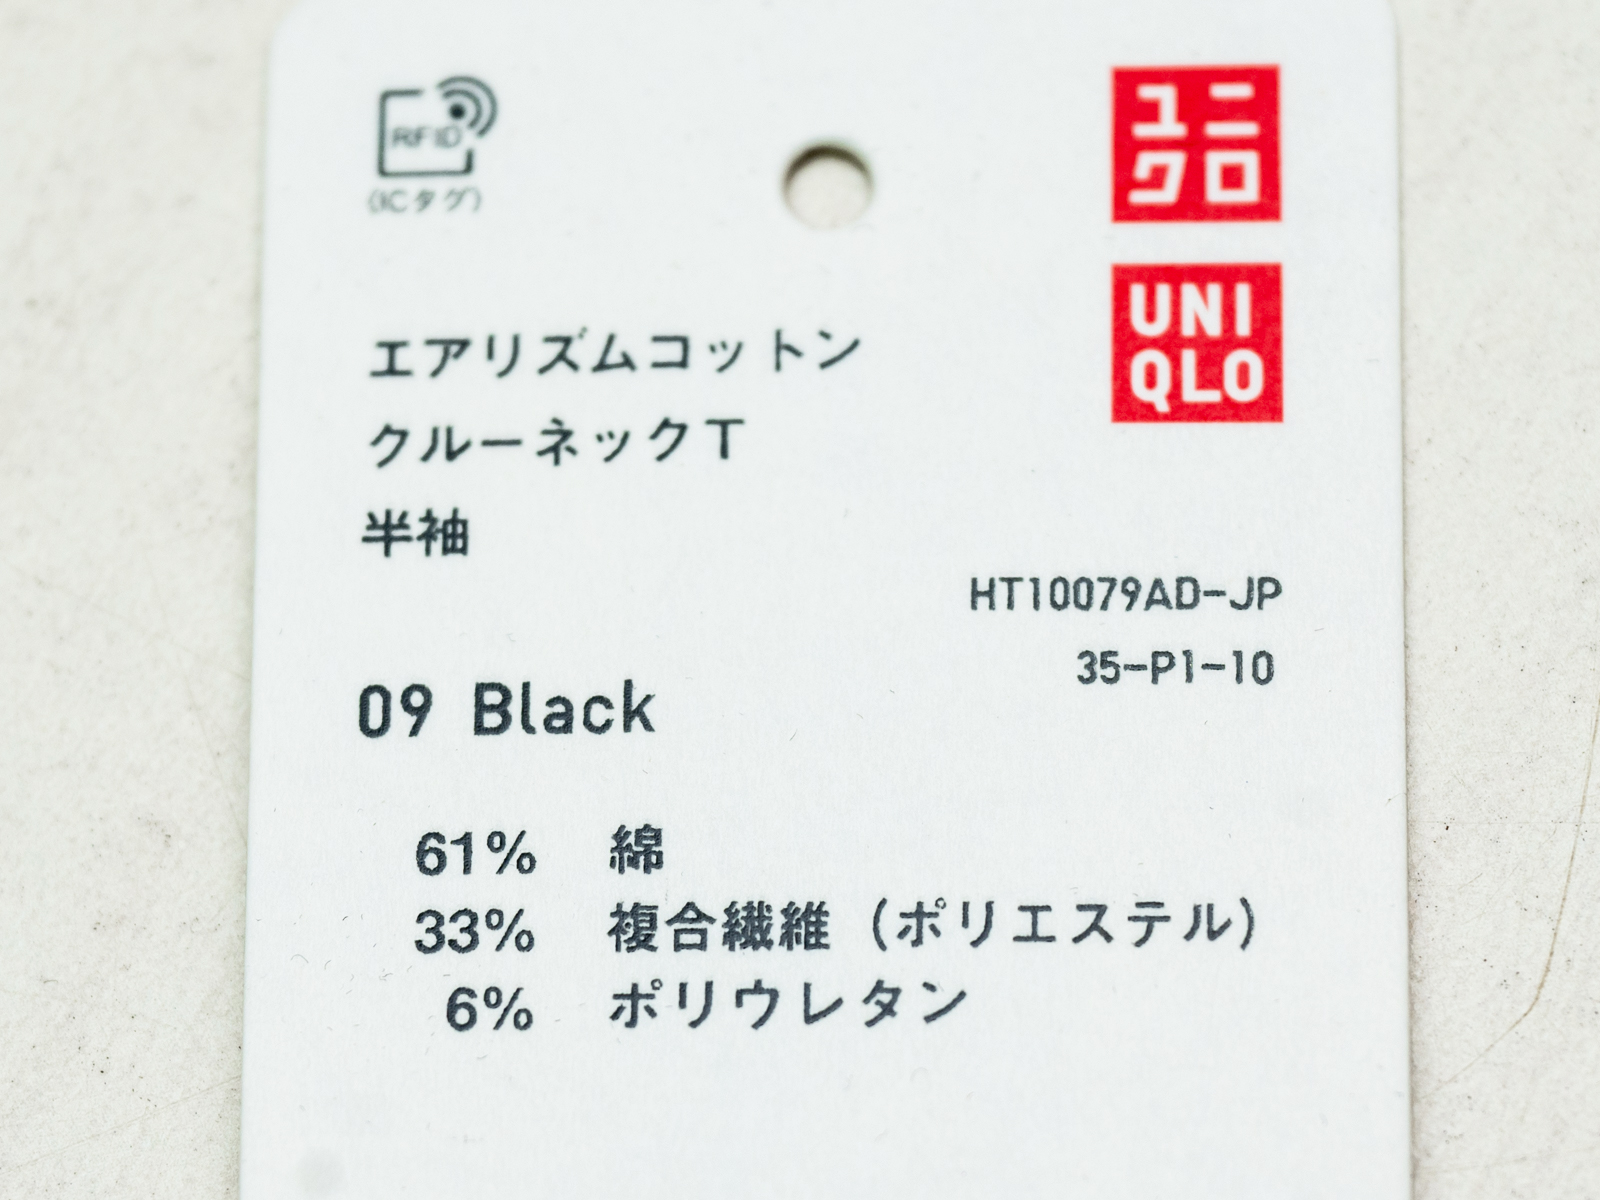 RFID
(ICタグ)
ユニ
クロ
UNI
QLO
エアリズムコットン
クルーネックT
半袖
HT10079AD-JP
35-P1-10
09 Black
61% 綿
33% 複合繊維 (ポリエステル)
6% ポリウレタン